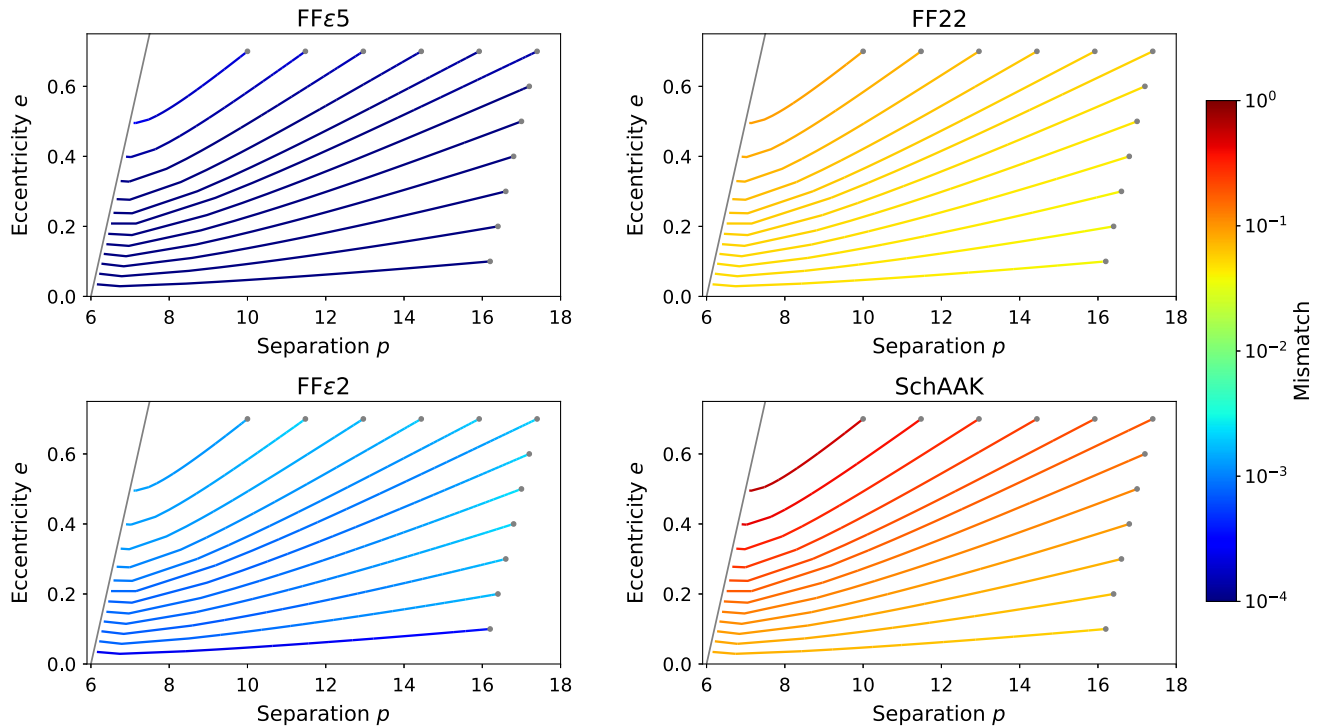 FFε5
Eccentricity e
0.6
0.4
0.2
0.0
6 8 10 12 14 16 18
Separation p
FF22
Eccentricity e
0.6
0.4
0.2
0.0
6 8 10 12 14 16 18
Separation p
FFε2
Eccentricity e
0.6
0.4
0.2
0.0
6 8 10 12 14 16 18
Separation p
SchAAK
Eccentricity e
0.6
0.4
0.2
0.0
6 8 10 12 14 16 18
Separation p
10⁰
10⁻¹
10⁻²
10⁻³
10⁻⁴
Mismatch